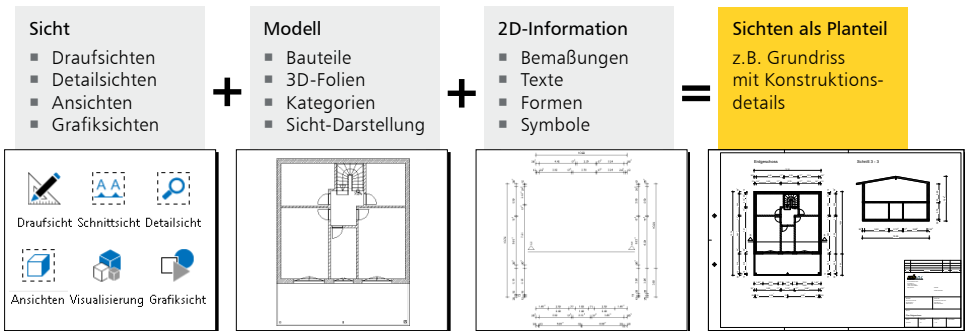 Sicht
Draufsichten
Detailsichten
Ansichten
Grafiksichten
+
Modell
Bauteile
3D-Folien
Kategorien
Sicht-Darstellung
+
2D-Information
Bemaßungen
Texte
Formen
Symbole
=
Sichten als Planteil
z.B. Grundriss
mit Konstruktions-
details
A A
Draufsicht Schnittsicht Detailsicht
Ansichten Visualisierung Grafiksicht
Erdgeschoss
Schnitt 3 - 3